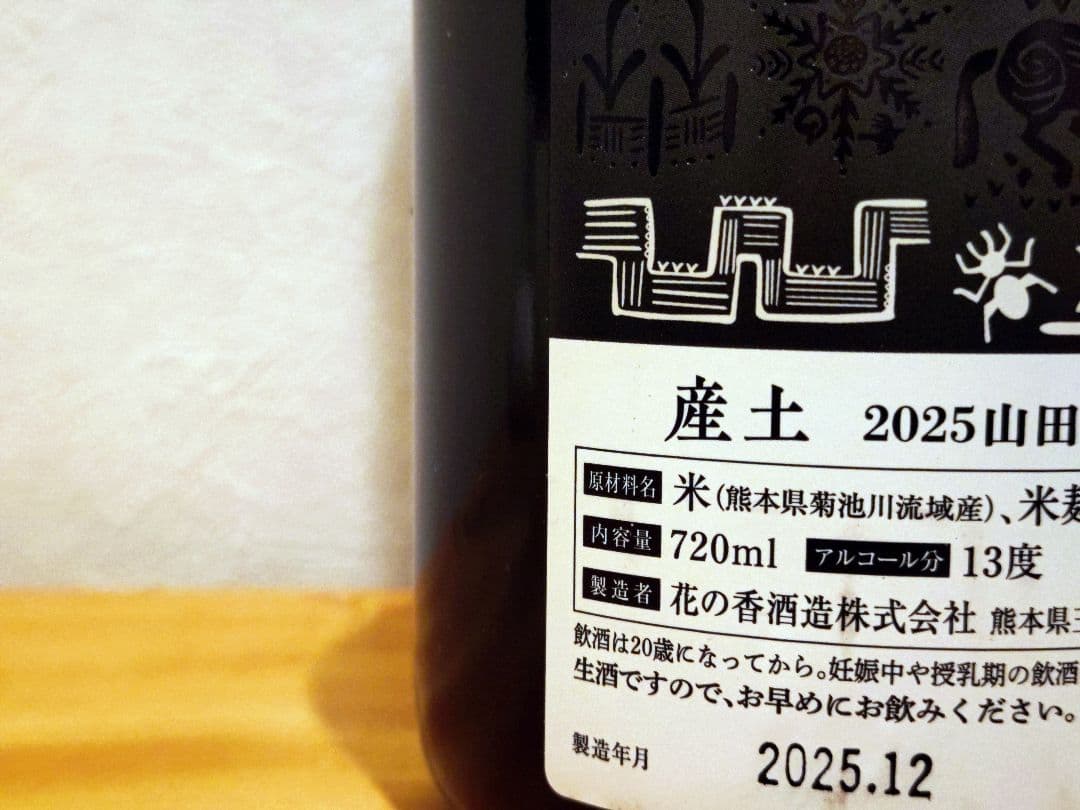 産土 2025山田
原材料名 米(熊本県菊池川流域産)、米麹
内容量 720ml アルコール分 13度
製造者 花の香酒造株式会社 熊本県玉
飲酒は20歳になってから。妊娠中や授乳期の飲酒
生酒ですので、お早めにお飲みください。
製造年月 2025.12